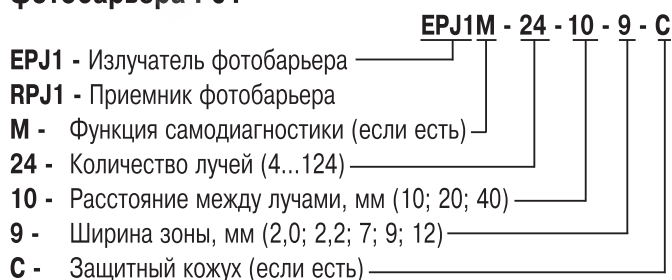 EPJ1M - 24 - 10 - 9 - C
EPJ1 - Излучатель фотобарьера
RPJ1 - Приемник фотобарьера
М - Функция самодиагностики (если есть)
24 - Количество лучей (4...124)
10 - Расстояние между лучами, мм (10; 20; 40)
9 - Ширина зоны, мм (2,0; 2,2; 7; 9; 12)
С - Защитный кожух (если есть)